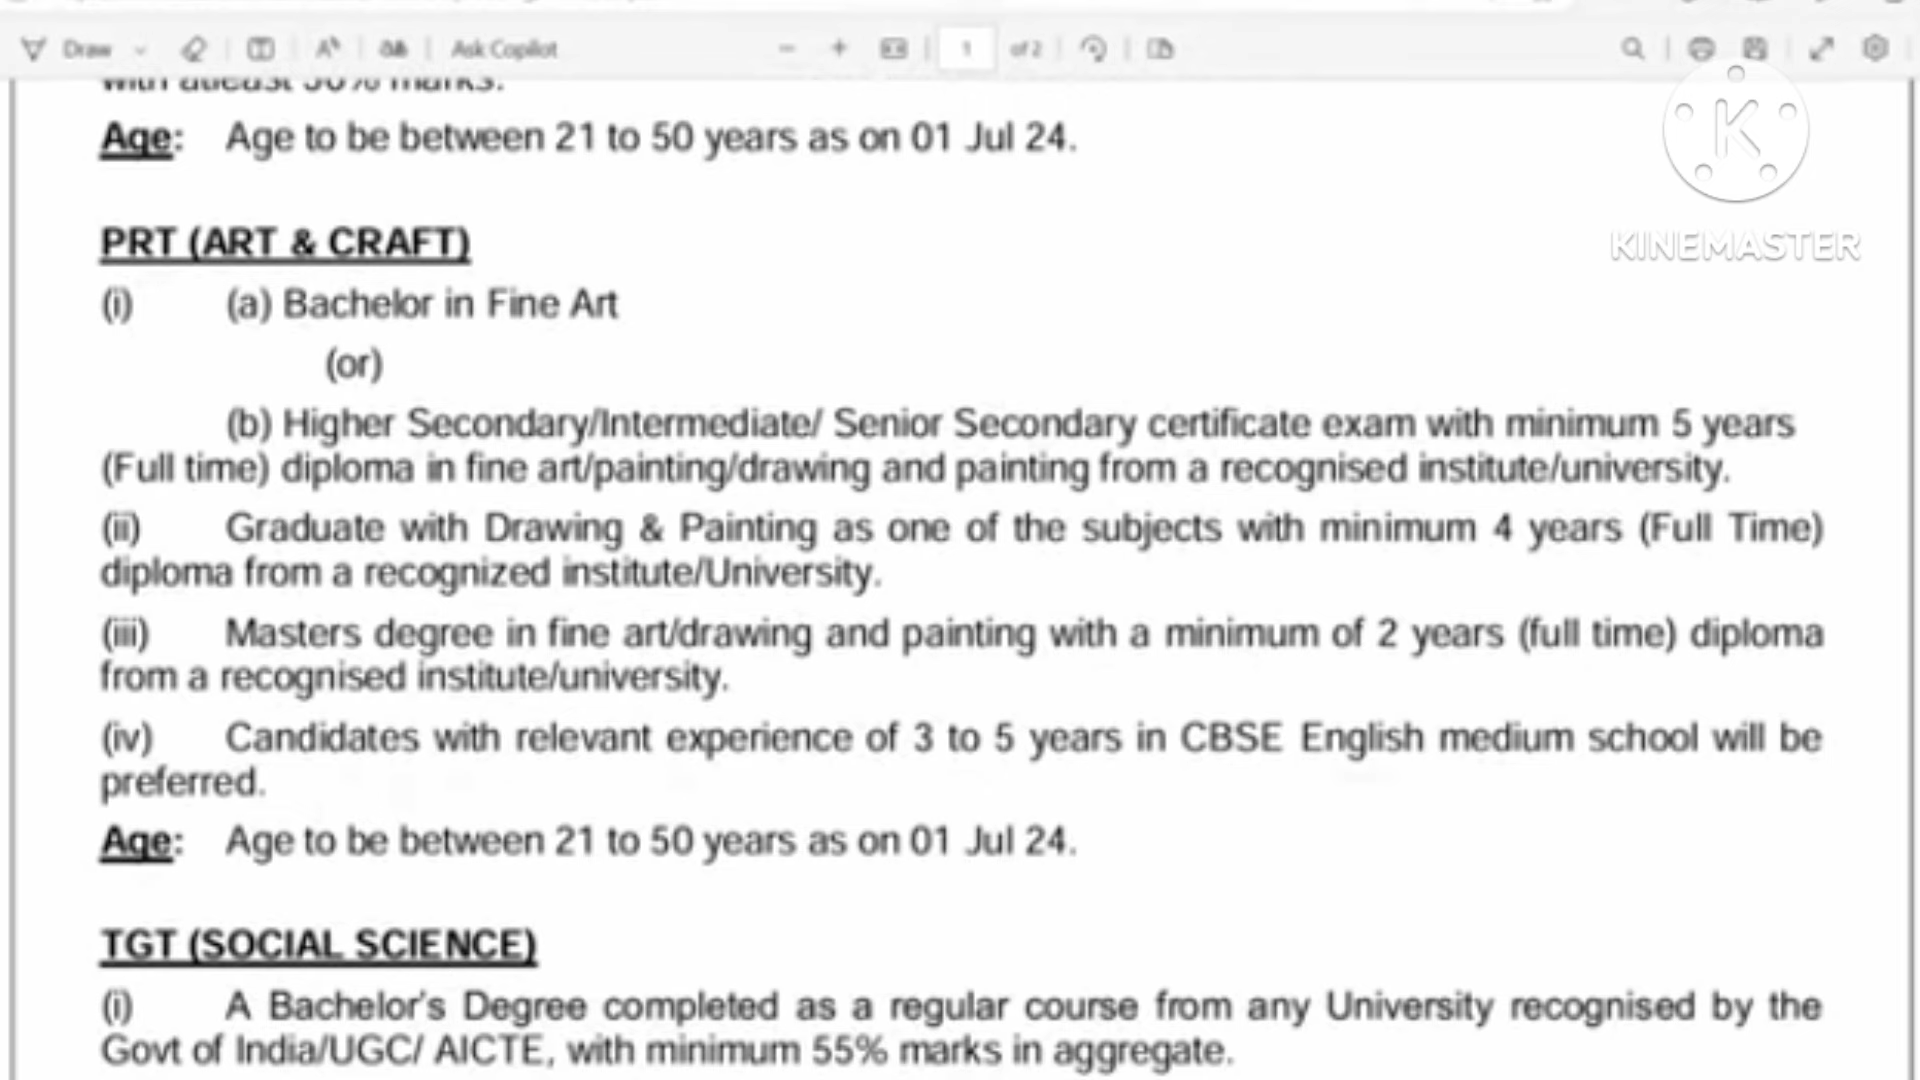 Draw
Ask Copilot
1
of 2
with atleast 50% marks.
Age: Age to be between 21 to 50 years as on 01 Jul 24.
K
KINEMASTER
PRT (ART & CRAFT)
(i) (a) Bachelor in Fine Art
(or)
(b) Higher Secondary/Intermediate/ Senior Secondary certificate exam with minimum 5 years
(Full time) diploma in fine art/painting/drawing and painting from a recognised institute/university.
(ii) Graduate with Drawing & Painting as one of the subjects with minimum 4 years (Full Time)
diploma from a recognized institute/University.
(iii) Masters degree in fine art/drawing and painting with a minimum of 2 years (full time) diploma
from a recognised institute/university.
(iv) Candidates with relevant experience of 3 to 5 years in CBSE English medium school will be
preferred.
Age: Age to be between 21 to 50 years as on 01 Jul 24.
TGT (SOCIAL SCIENCE)
(i) A Bachelor's Degree completed as a regular course from any University recognised by the
Govt of India/UGC/ AICTE, with minimum 55% marks in aggregate.